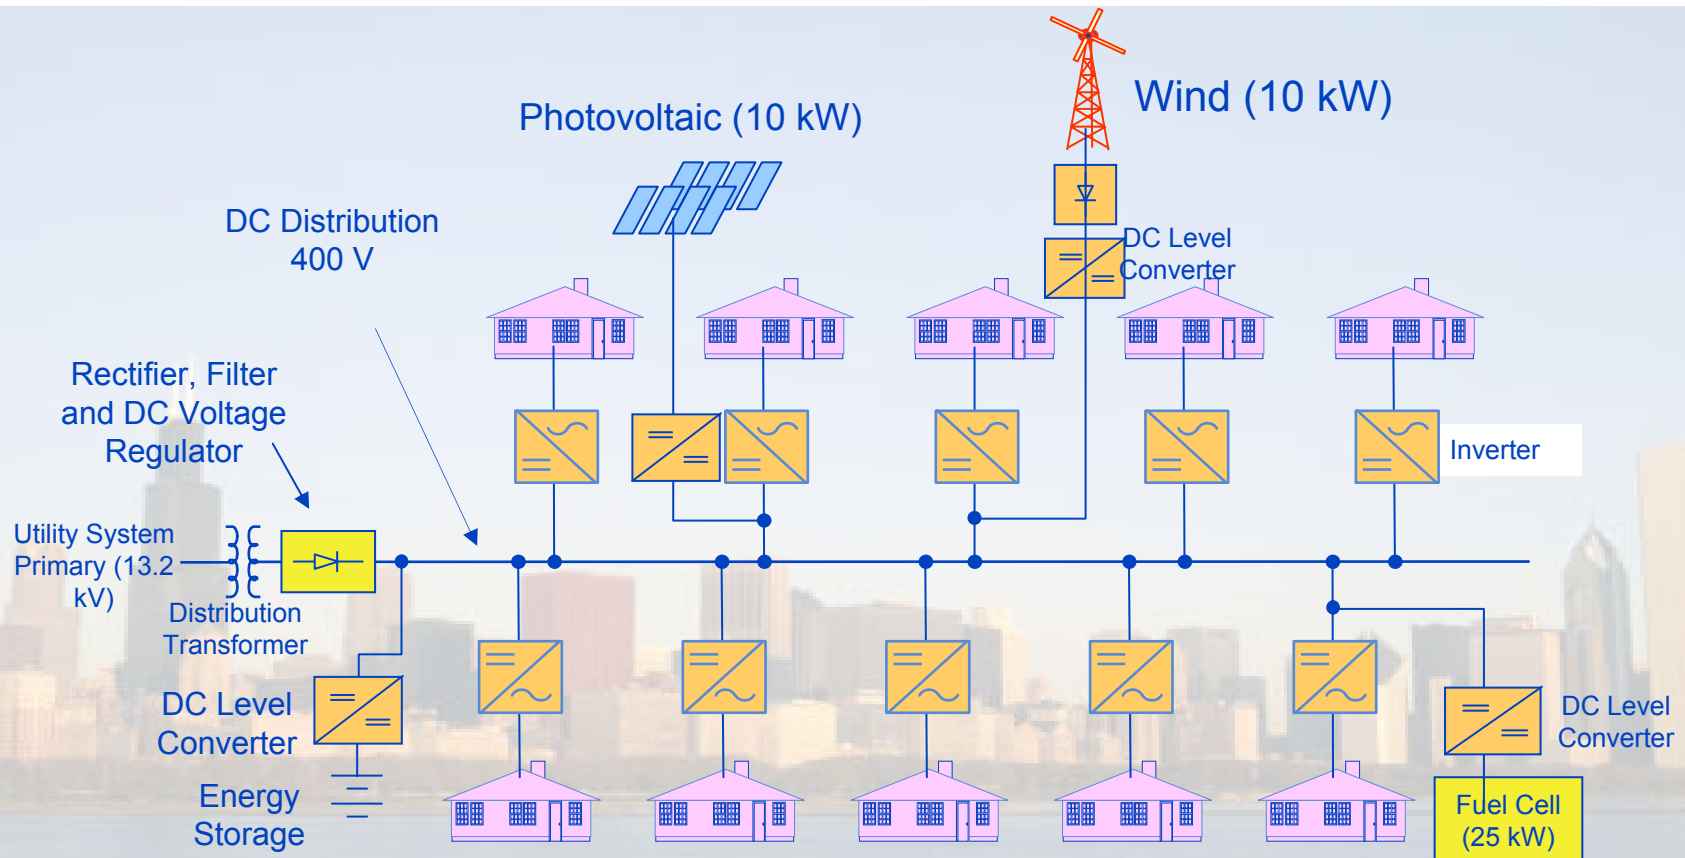 Wind (10 kW)
Photovoltaic (10 kW)
DC Distribution
400 V
DC Level
Converter
Rectifier, Filter
and DC Voltage
Regulator
Inverter
Utility System
Primary (13.2
kV)
Distribution
Transformer
DC Level
Converter
Energy
Storage
DC Level
Converter
Fuel Cell
(25 kW)